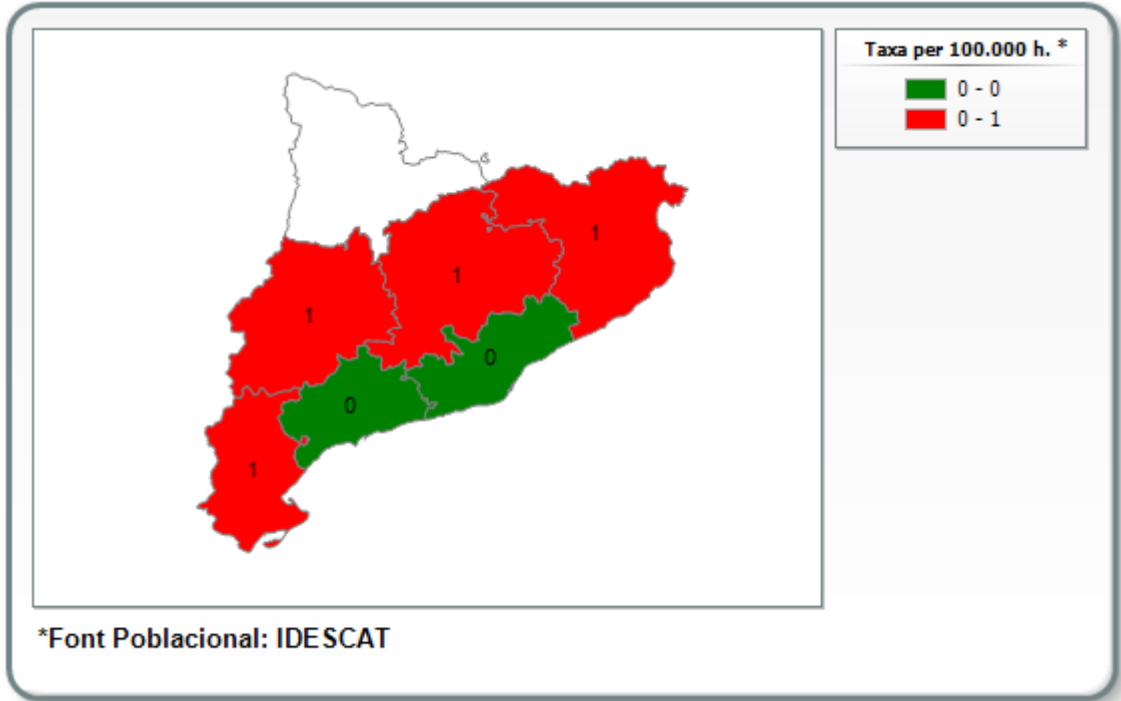 Taxa per 100.000 h. *
0 - 0
0 - 1
1
1
1
0
0
1
*Font Poblacional: IDESCAT